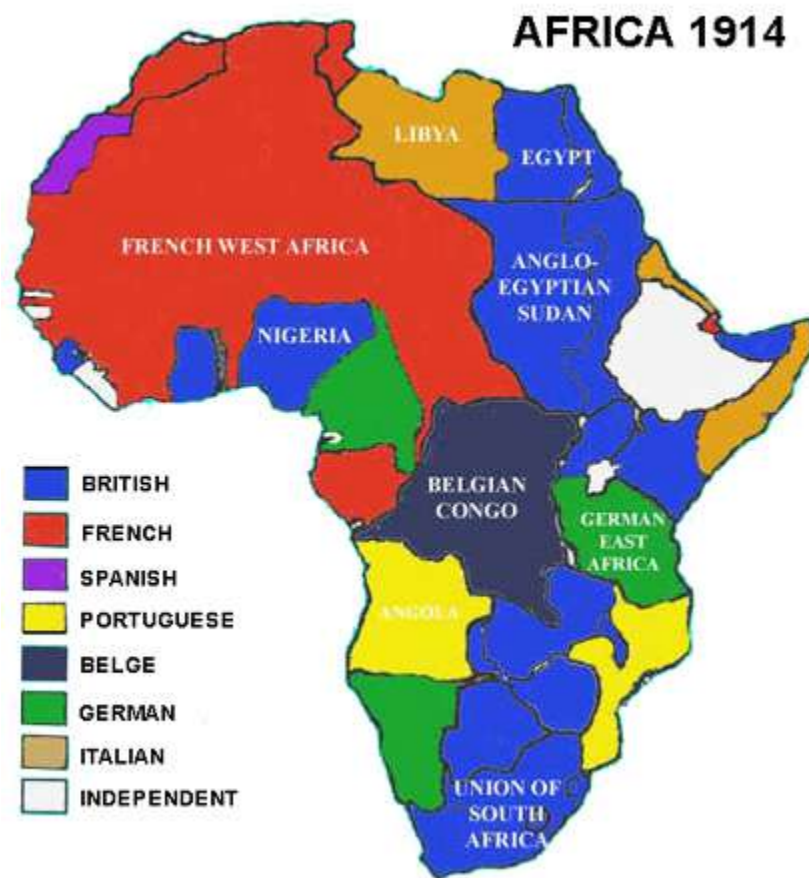 AFRICA 1914
LIBYA
EGYPT
FRENCH WEST AFRICA
ANGLO-
EGYPTIAN
SUDAN
NIGERIA
BELGIAN
CONGO
GERMAN
EAST
AFRICA
ANGOLA
UNION OF
SOUTH
AFRICA
BRITISH
FRENCH
SPANISH
PORTUGUESE
BELGE
GERMAN
ITALIAN
INDEPENDENT